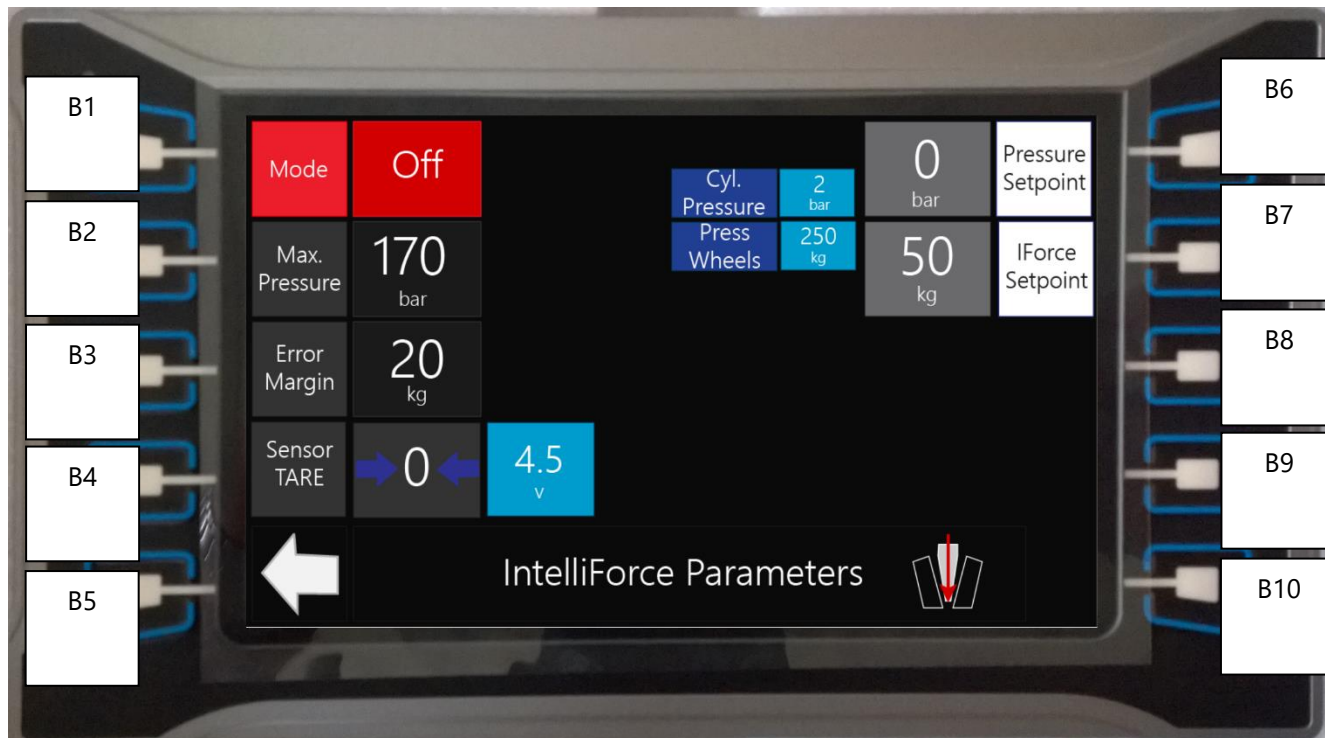 B1
B2
B3
B4
B5
Mode
Off
Max.
Pressure
170
bar
Error
Margin
20
kg
Sensor
TARE
0
4.5
v
Cyl.
Pressure
2
bar
Press
Wheels
250
kg
0
bar
Pressure
Setpoint
50
kg
IForce
Setpoint
IntelliForce Parameters
B6
B7
B8
B9
B10